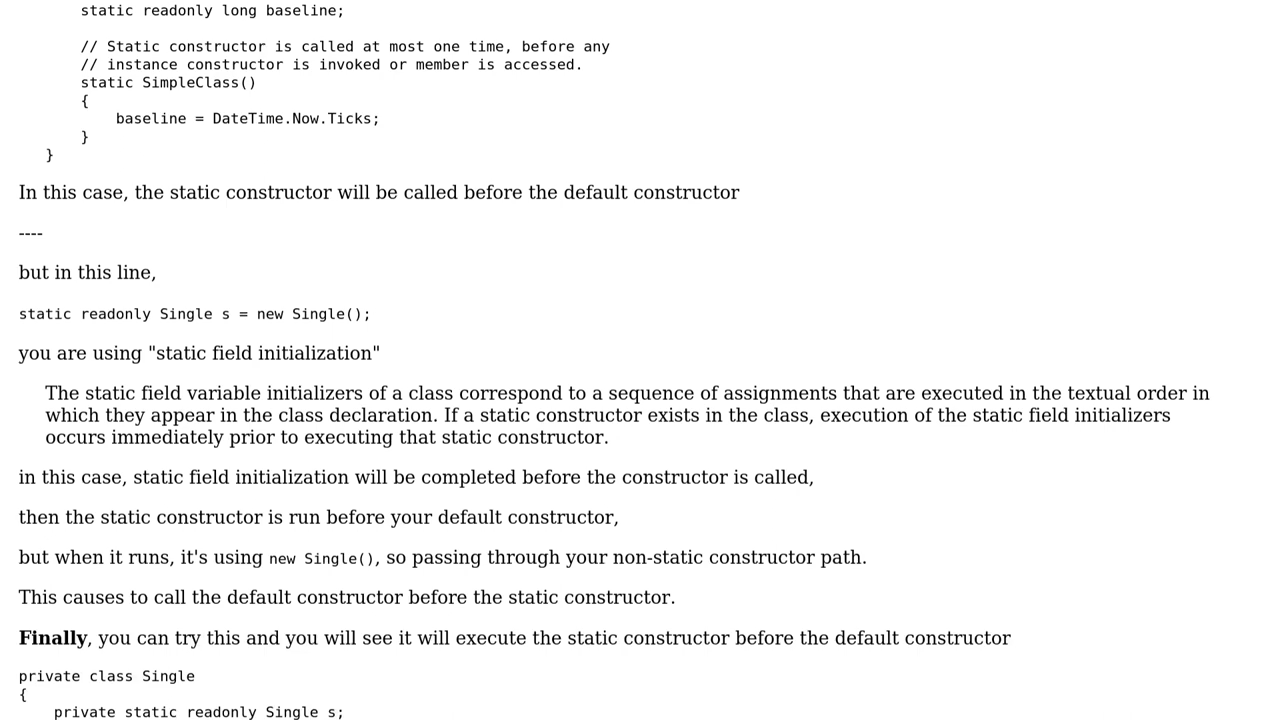 static readonly long baseline;
// Static constructor is called at most one time, before any
// instance constructor is invoked or member is accessed.
static SimpleClass()
{
baseline = DateTime.Now.Ticks;
}
}
In this case, the static constructor will be called before the default constructor
----
but in this line,
static readonly Single s = new Single();
you are using "static field initialization"
The static field variable initializers of a class correspond to a sequence of assignments that are executed in the textual order in
which they appear in the class declaration. If a static constructor exists in the class, execution of the static field initializers
occurs immediately prior to executing that static constructor.
in this case, static field initialization will be completed before the constructor is called,
then the static constructor is run before your default constructor,
but when it runs, it's using new Single(), so passing through your non-static constructor path.
This causes to call the default constructor before the static constructor.
Finally, you can try this and you will see it will execute the static constructor before the default constructor
private class Single
{
private static readonly Single s;